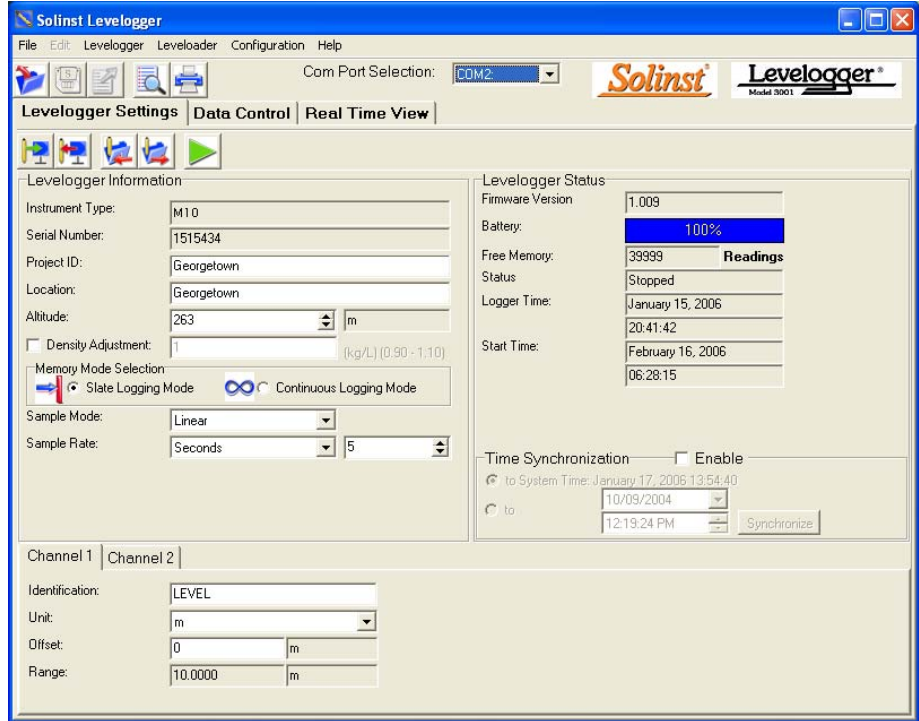 Solinst Levelogger
File Edit Levelogger Leveloader Configuration Help
Com Port Selection: COM2:
Solinst Levelogger
Model 3001
Levelogger Settings Data Control Real Time View
Levelogger Information
Instrument Type: M10
Serial Number: 1515434
Project ID: Georgetown
Location: Georgetown
Altitude: 263 m
Density Adjustment: 1 (kg/L) (0.90 - 1.10)
Memory Mode Selection
Slate Logging Mode Continuous Logging Mode
Sample Mode: Linear
Sample Rate: Seconds 5
Levelogger Status
Firmware Version 1.009
Battery: 100%
Free Memory: 39999 Readings
Status Stopped
Logger Time: January 15, 2006
20:41:42
Start Time: February 16, 2006
06:28:15
Time Synchronization Enable
to System Time: January 17, 2006 13:54:40
to 10/09/2004
12:19:24 PM Synchronize
Channel 1 Channel 2
Identification: LEVEL
Unit: m
Offset: 0 m
Range: 10.0000 m